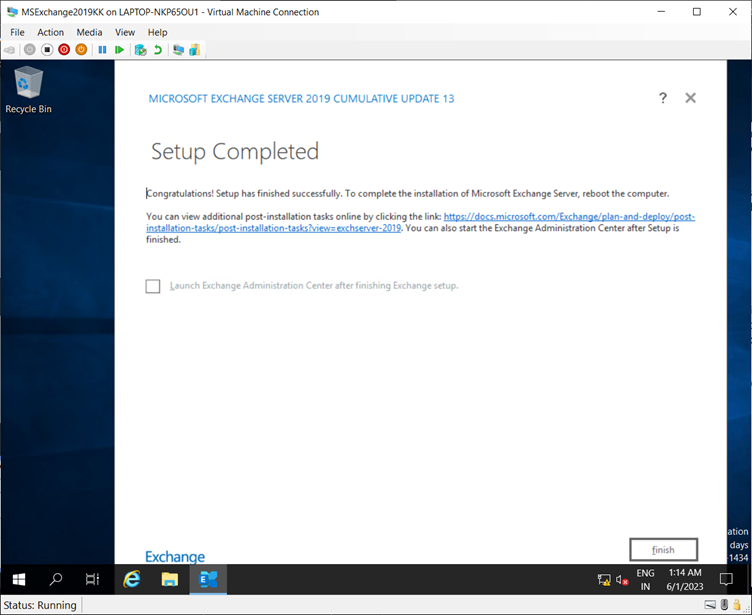 MSExchange2019KK on LAPTOP-NKP65OU1 - Virtual Machine Connection
File Action Media View Help
Recycle Bin
MICROSOFT EXCHANGE SERVER 2019 CUMULATIVE UPDATE 13
?
Setup Completed
Congratulations! Setup has finished successfully. To complete the installation of Microsoft Exchange Server, reboot the computer.
You can view additional post-installation tasks online by clicking the link: https://docs.microsoft.com/Exchange/plan-and-deploy/post-
installation-tasks/post-installation-tasks?view=exchserver-2019. You can also start the Exchange Administration Center after Setup is
finished.
Launch Exchange Administration Center after finishing Exchange setup.
ation
days
1434
Exchange
finish
ENG 1:14 AM
IN 6/1/2023
Status: Running